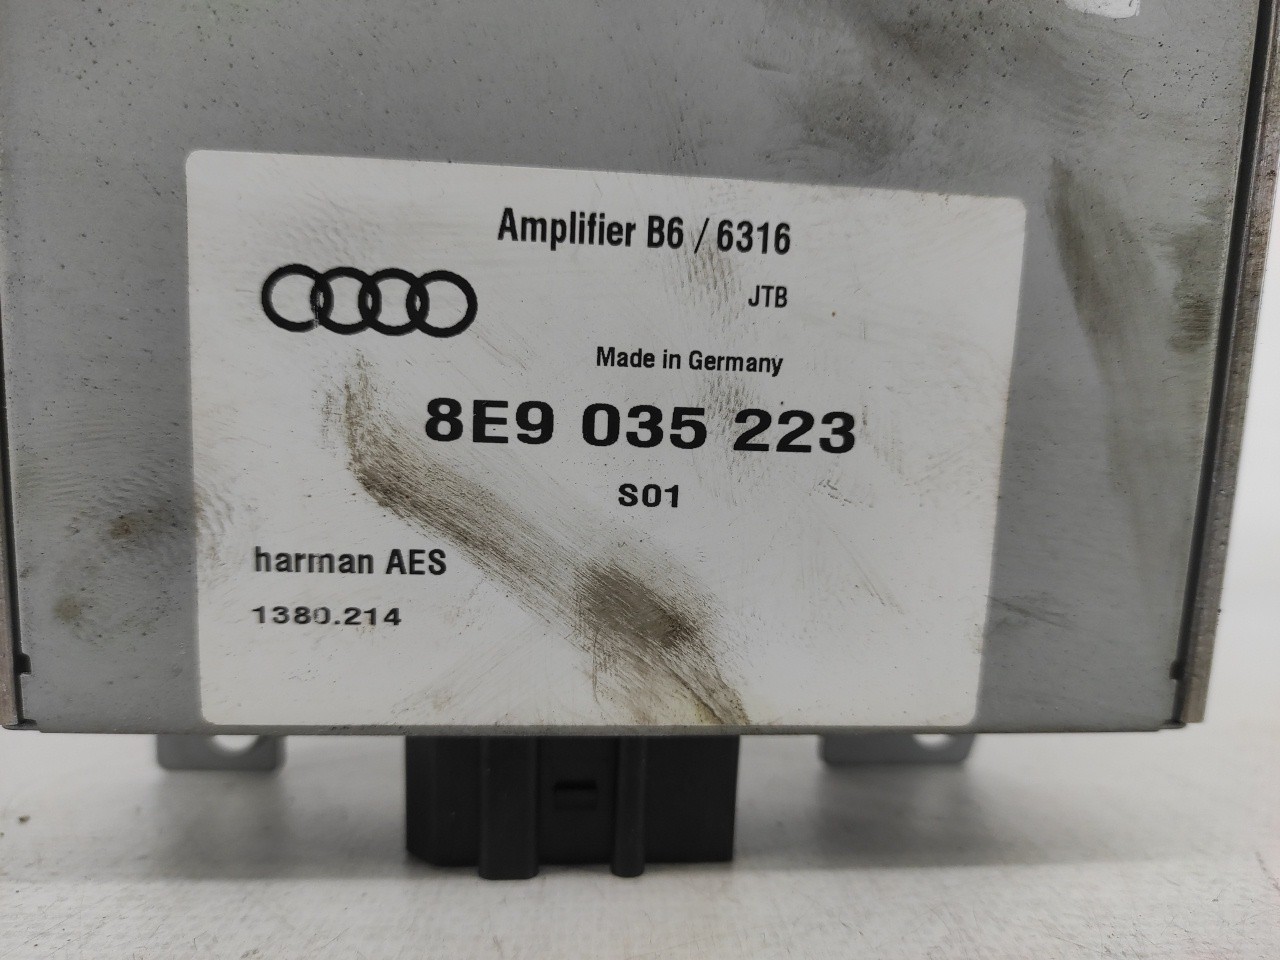 Amplifier B6 / 6316
JTB
Made in Germany
8E9 035 223
S01
harman AES
1380.214